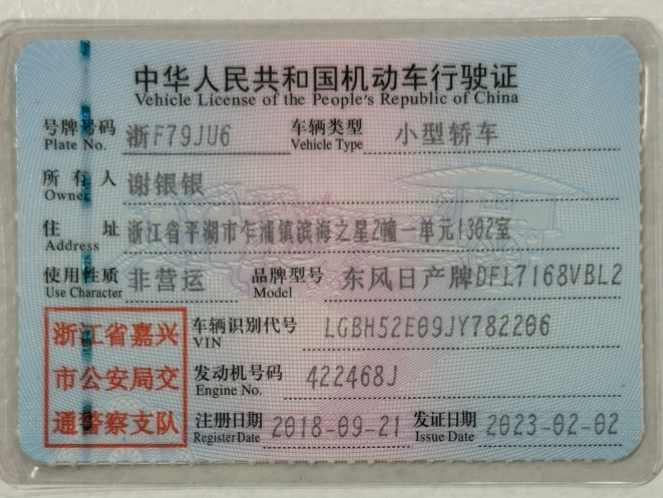 中华人民共和国机动车行驶证
Vehicle License of the People's Republic of China
号牌号码 浙F79JU6 车辆类型 小型轿车
Plate No. Vehicle Type
所有人 谢银银
Owner
住址 浙江省平湖市乍浦镇滨海之星2幢一单元1302室
Address
使用性质 非营运 品牌型号 东风日产牌DFL7168VBL2
Use Character Model
浙江省嘉兴 车辆识别代号 LGBH52E09JY782206
VIN
市公安局交 发动机号码 422468J
Engine No.
通警察支队 注册日期 2018-09-21 发证日期 2023-02-02
Register Date Issue Date